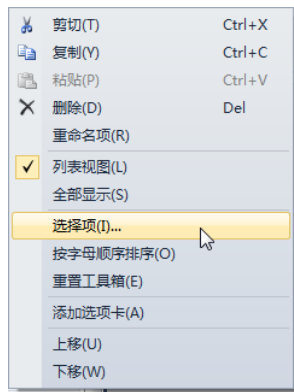 剪切(T) Ctrl+X
复制(Y) Ctrl+C
粘贴(P) Ctrl+V
删除(D) Del
重命名项(R)
列表视图(L)
全部显示(S)
选择项(I)...
按字母顺序排序(O)
重置工具箱(E)
添加选项卡(A)
上移(U)
下移(W)